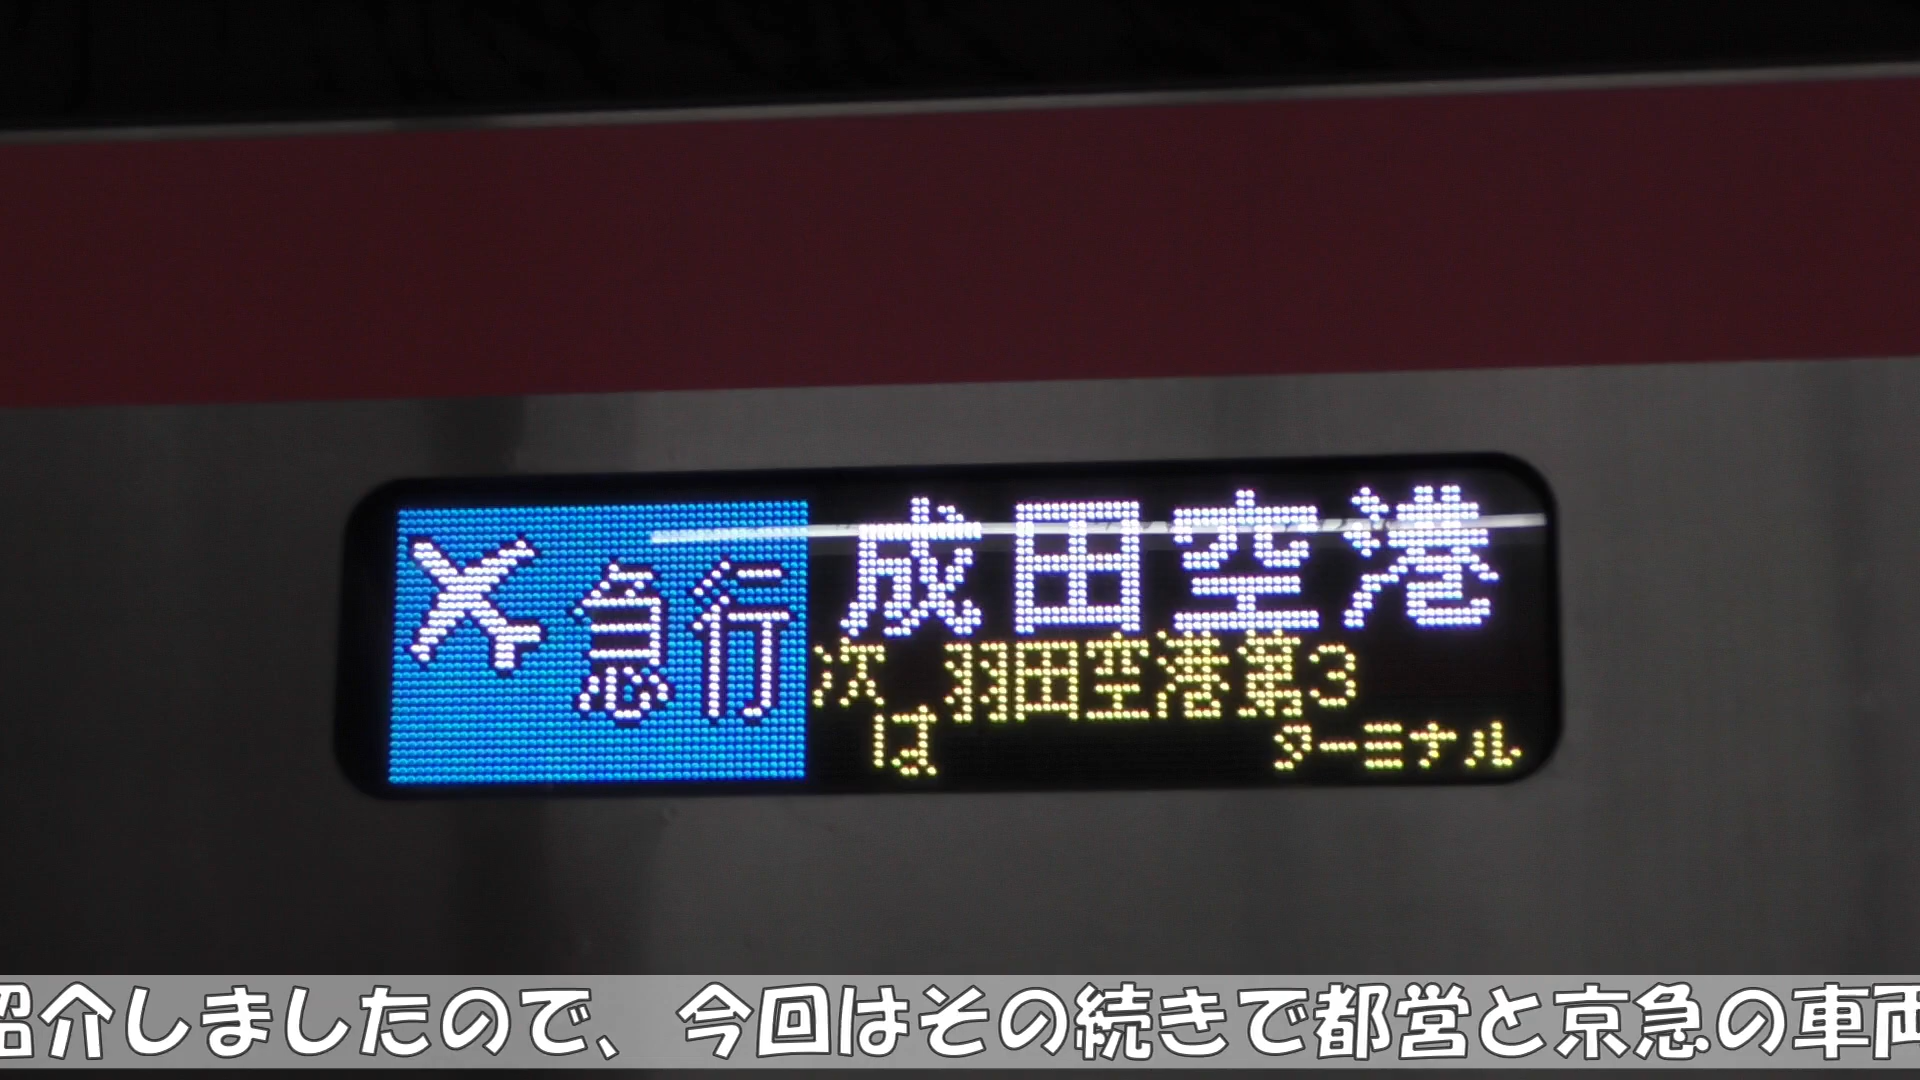 急行 成田空港
次は 羽田空港第3ターミナル
紹介しましたので、今回はその続きで都営と京急の車両